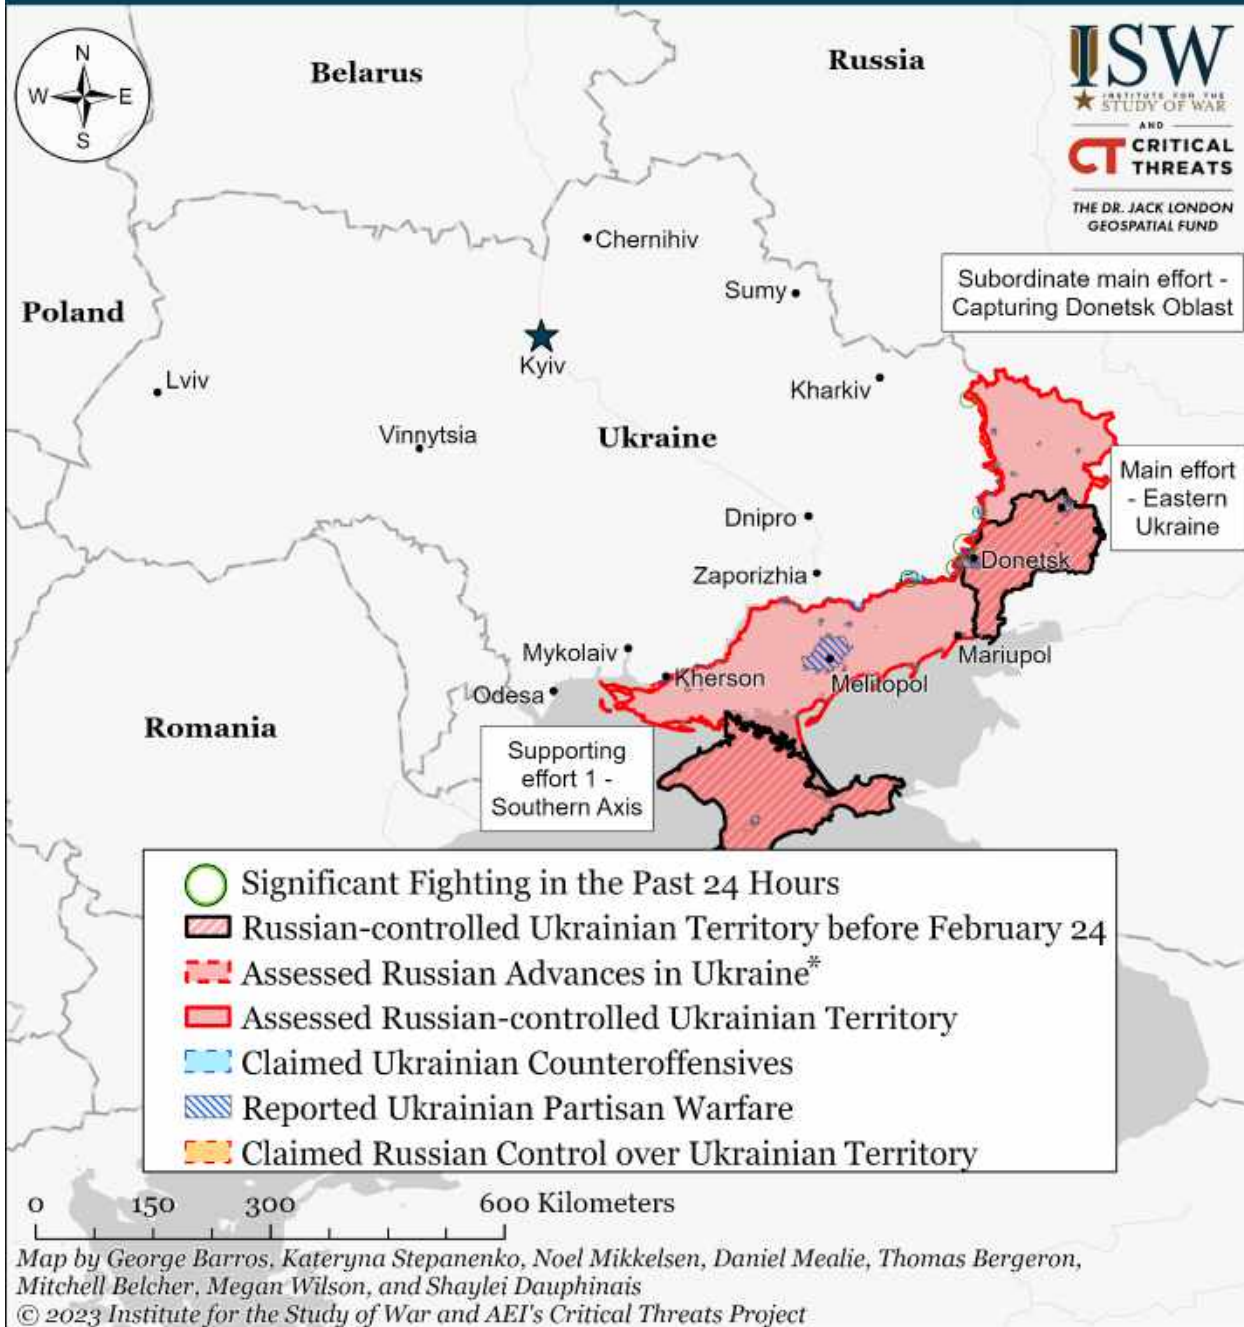 N
W
E
S
Belarus
Russia
ISW
INSTITUTE FOR THE
STUDY OF WAR
AND
CT CRITICAL
THREATS
THE DR. JACK LONDON
GEOSPATIAL FUND
Chernihiv
Sumy
Subordinate main effort -
Capturing Donetsk Oblast
Poland
Kyiv
Lviv
Kharkiv
Vinnytsia
Ukraine
Main effort
- Eastern
Ukraine
Dnipro
Donetsk
Zaporizhia
Mykolaiv
Mariupol
Kherson
Melitopol
Odesa
Romania
Supporting
effort 1 -
Southern Axis
Significant Fighting in the Past 24 Hours
Russian-controlled Ukrainian Territory before February 24
Assessed Russian Advances in Ukraine*
Assessed Russian-controlled Ukrainian Territory
Claimed Ukrainian Counteroffensives
Reported Ukrainian Partisan Warfare
Claimed Russian Control over Ukrainian Territory
0 150 300 600 Kilometers
Map by George Barros, Kateryna Stepanenko, Noel Mikkelsen, Daniel Mealie, Thomas Bergeron,
Mitchell Belcher, Megan Wilson, and Shaylei Dauphinais
© 2023 Institute for the Study of War and AEI's Critical Threats Project